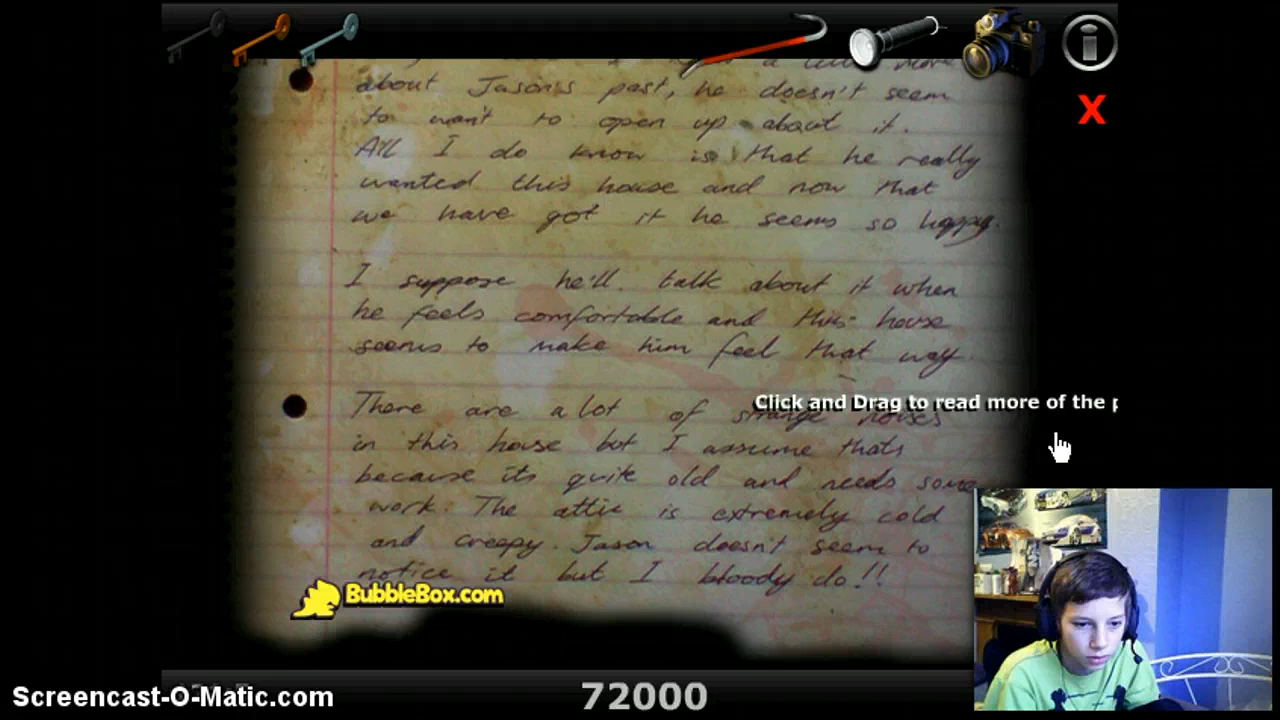 about Jason's past, he doesn't seem
to want to open up about it.
All I do know is that he really
wanted this house and now that
we have got it he seems so happy.
I suppose he'll talk about it when
he feels comfortable and this house
seems to make him feel that way.
Click and Drag to read more of the p
There are a lot of strange noises
in this house but I assume thats
because its quite old and needs some
work. The attic is extremely cold
and creepy. Jason doesn't seem to
notice it but I bloody do!!
BubbleBox.com
72000
Screencast-O-Matic.com
X